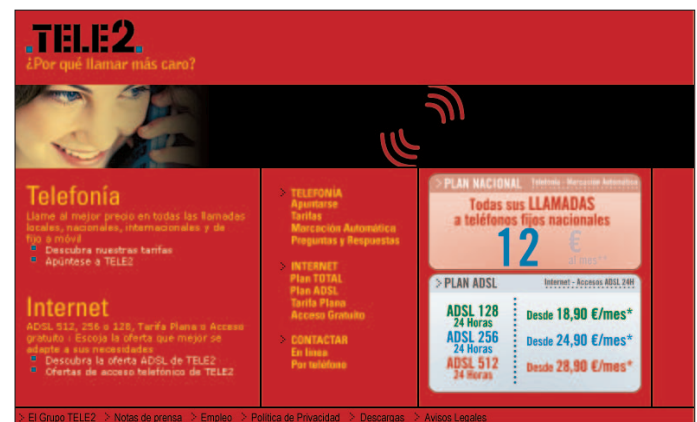 TELE2
¿Por qué llamar más caro?
Telefonía
Llame al mejor precio en todas las llamadas
locales, nacionales, internacionales y de
fijo a móvil
Descubra nuestras tarifas
Apúntese a TELE2
Internet
ADSL 512, 256 o 128, Tarifa Plana o Acceso
gratuito : Escoja la oferta que mejor se
adapte a sus necesidades
Descubra la oferta ADSL de TELE2
Ofertas de acceso telefónico de TELE2
> TELEFONÍA
Apuntarse
Tarifas
Marcación Automática
Preguntas y Respuestas
> INTERNET
Plan TOTAL
Plan ADSL
Tarifa Plana
Acceso Gratuito
> CONTACTAR
En línea
Por teléfono
> PLAN NACIONAL Telefonía - Marcación Automática
Todas sus LLAMADAS
a teléfonos fijos nacionales
12 €
al mes**
> PLAN ADSL Internet - Accesos ADSL 24H
ADSL 128
24 Horas
Desde 18,90 €/mes*
ADSL 256
24 Horas
Desde 24,90 €/mes*
ADSL 512
24 Horas
Desde 28,90 €/mes*
> El Grupo TELE2 > Notas de prensa > Empleo > Política de Privacidad > Descargas > Avisos Legales